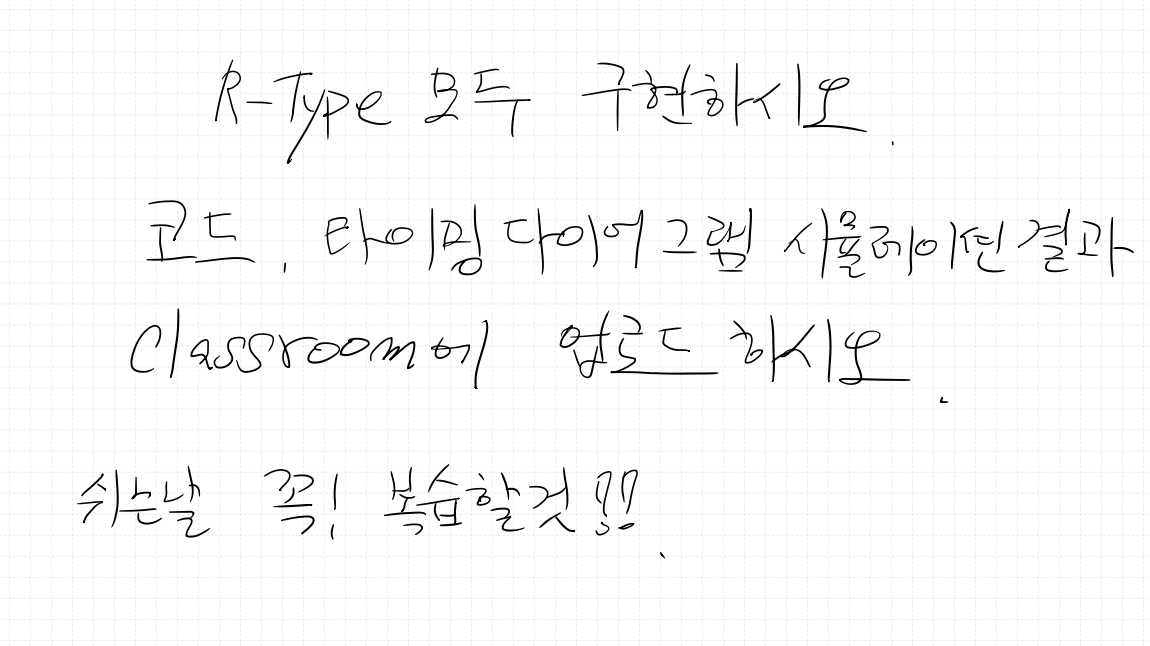 R-Type 모두 구현하시오.
코드, 타이밍다이어그램 시뮬레이션결과
Classroom에 업로드하시오.
쉬는날 꼭! 복습할것!!.